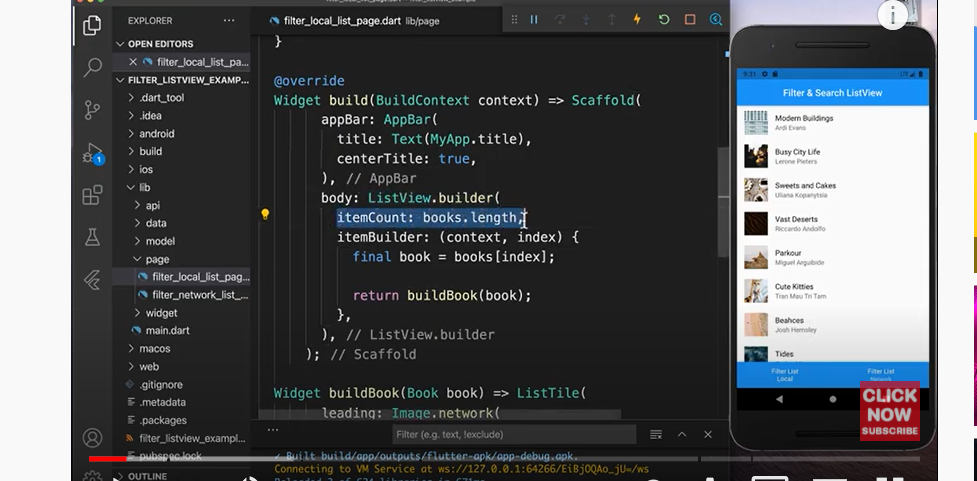 EXPLORER
OPEN EDITORS
filter_local_list_pa...
FILTER_LISTVIEW_EXAMP...
.dart_tool
.idea
android
build
ios
lib
api
data
model
page
filter_local_list_pag...
filter_network_list_...
widget
main.dart
macos
web
.gitignore
.metadata
.packages
filter_listview_exampl...
pubspec.lock
OUTLINE
1
filter_local_list_page.dart lib/page
}
@override
Widget build(BuildContext context) => Scaffold(
appBar: AppBar(
title: Text(MyApp.title),
centerTitle: true,
), // AppBar
body: ListView.builder(
itemCount: books.length,
itemBuilder: (context, index) {
final book = books[index];
return buildBook(book);
},
), // ListView.builder
); // Scaffold
Widget buildBook(Book book) => ListTile(
leading: Image.network(
Filter (e.g. text, !exclude)
✓ Built build/app/outputs/flutter-apk/app-debug.apk.
Connecting to VM Service at ws://127.0.0.1:64266/EiBjOQAo_jU=/ws
9:31
Filter & Search ListView
Modern Buildings
Ardi Evans
Busy City Life
Lerone Pieters
Sweets and Cakes
Uliana Kopanytsia
Vast Deserts
Riccardo Andolfo
Parkour
Miguel Arguibide
Cute Kitties
Tran Mau Tri Tam
Beahces
Josh Hemsley
Tides
Filter List
Local
Filter List
Network
CLICK
NOW
SUBSCRIBE